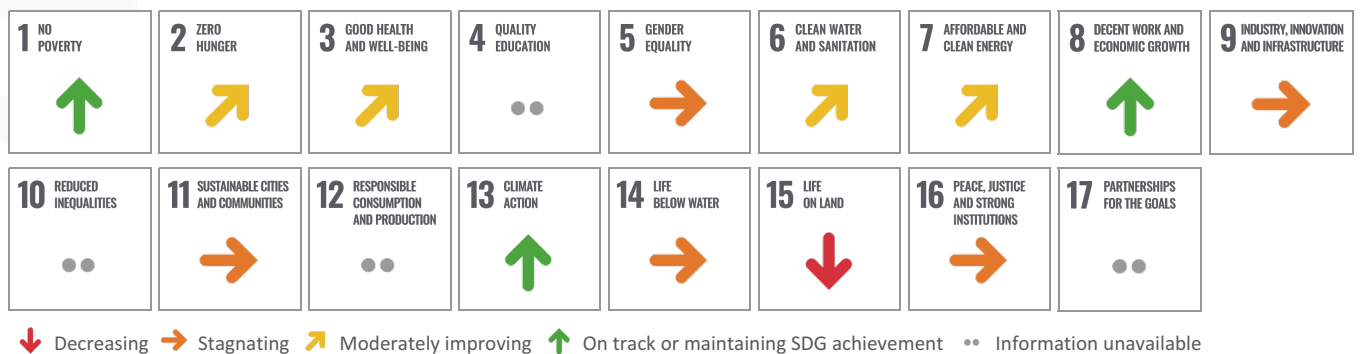 1 NO
POVERTY
2 ZERO
HUNGER
3 GOOD HEALTH
AND WELL-BEING
4 QUALITY
EDUCATION
5 GENDER
EQUALITY
6 CLEAN WATER
AND SANITATION
7 AFFORDABLE AND
CLEAN ENERGY
8 DECENT WORK AND
ECONOMIC GROWTH
9 INDUSTRY, INNOVATION
AND INFRASTRUCTURE
10 REDUCED
INEQUALITIES
11 SUSTAINABLE CITIES
AND COMMUNITIES
12 RESPONSIBLE
CONSUMPTION
AND PRODUCTION
13 CLIMATE
ACTION
14 LIFE
BELOW WATER
15 LIFE
ON LAND
16 PEACE, JUSTICE
AND STRONG
INSTITUTIONS
17 PARTNERSHIPS
FOR THE GOALS
Decreasing Stagnating Moderately improving On track or maintaining SDG achievement Information unavailable